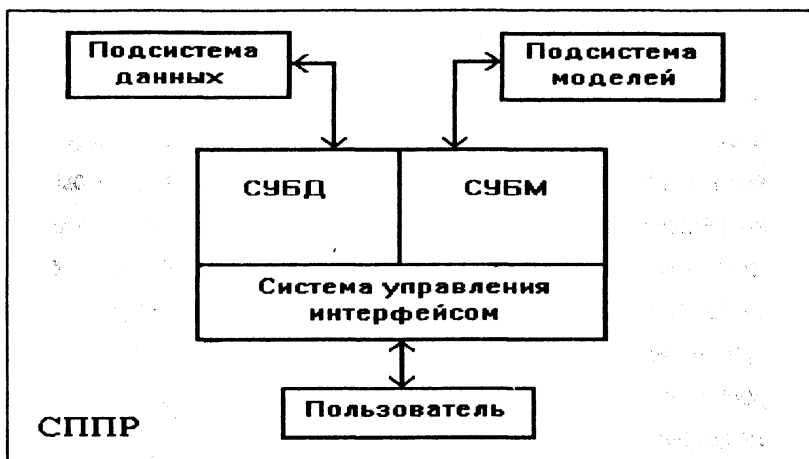 Подсистема
данных
Подсистема
моделей
СУБД
СУБМ
Система управления
интерфейсом
Пользователь
СППР